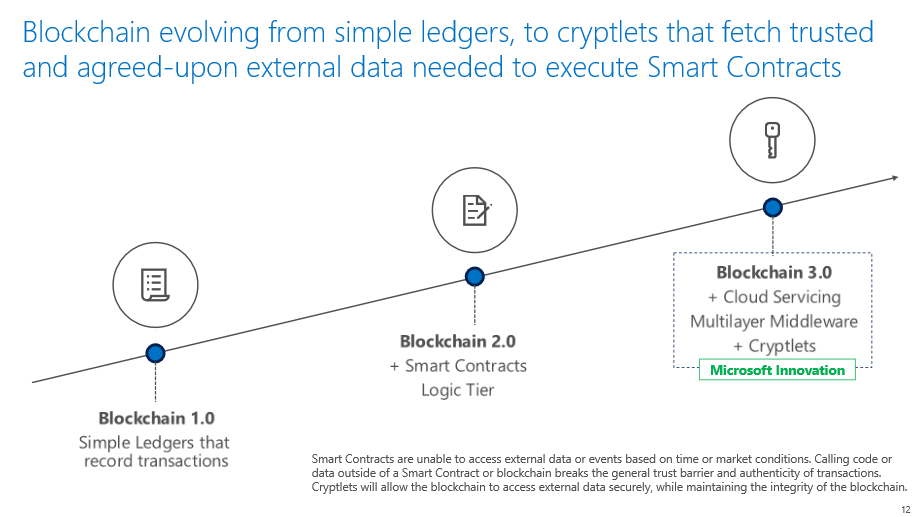 Blockchain evolving from simple ledgers, to cryptlets that fetch trusted
and agreed-upon external data needed to execute Smart Contracts
Blockchain 1.0
Simple Ledgers that
record transactions
Blockchain 2.0
+ Smart Contracts
Logic Tier
Blockchain 3.0
+ Cloud Servicing
Multilayer Middleware
+ Cryptlets
Microsoft Innovation
Smart Contracts are unable to access external data or events based on time or market conditions. Calling code or
data outside of a Smart Contract or blockchain breaks the general trust barrier and authenticity of transactions.
Cryptlets will allow the blockchain to access external data securely, while maintaining the integrity of the blockchain.
12